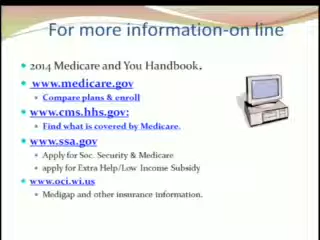 For more information-on line
2014 Medicare and You Handbook.
www.medicare.gov
Compare plans & enroll
www.cms.hhs.gov:
Find what is covered by Medicare.
www.ssa.gov
Apply for Soc. Security & Medicare
apply for Extra Help/Low Income Subsidy
www.oci.wi.us
Medigap and other insurance information.